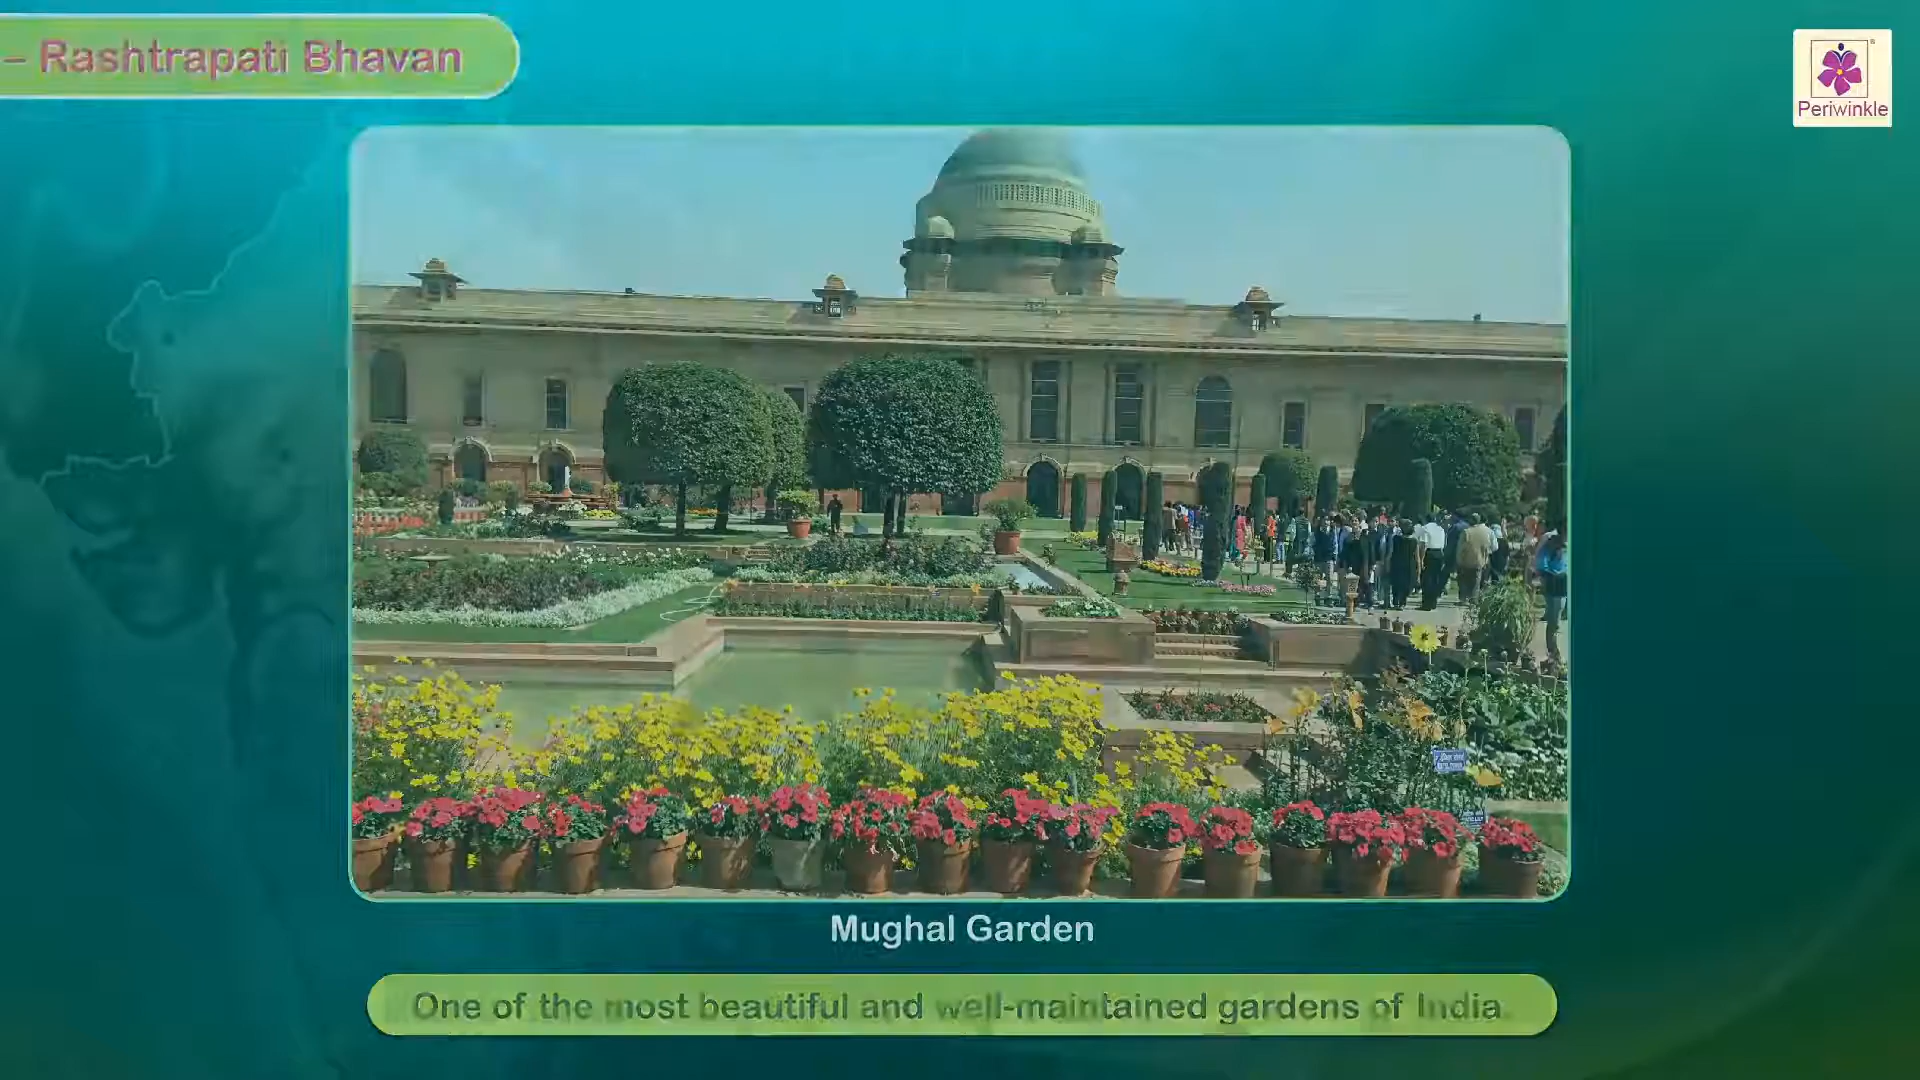 – Rashtrapati Bhavan
Periwinkle
Mughal Garden
One of the most beautiful and well-maintained gardens of India.